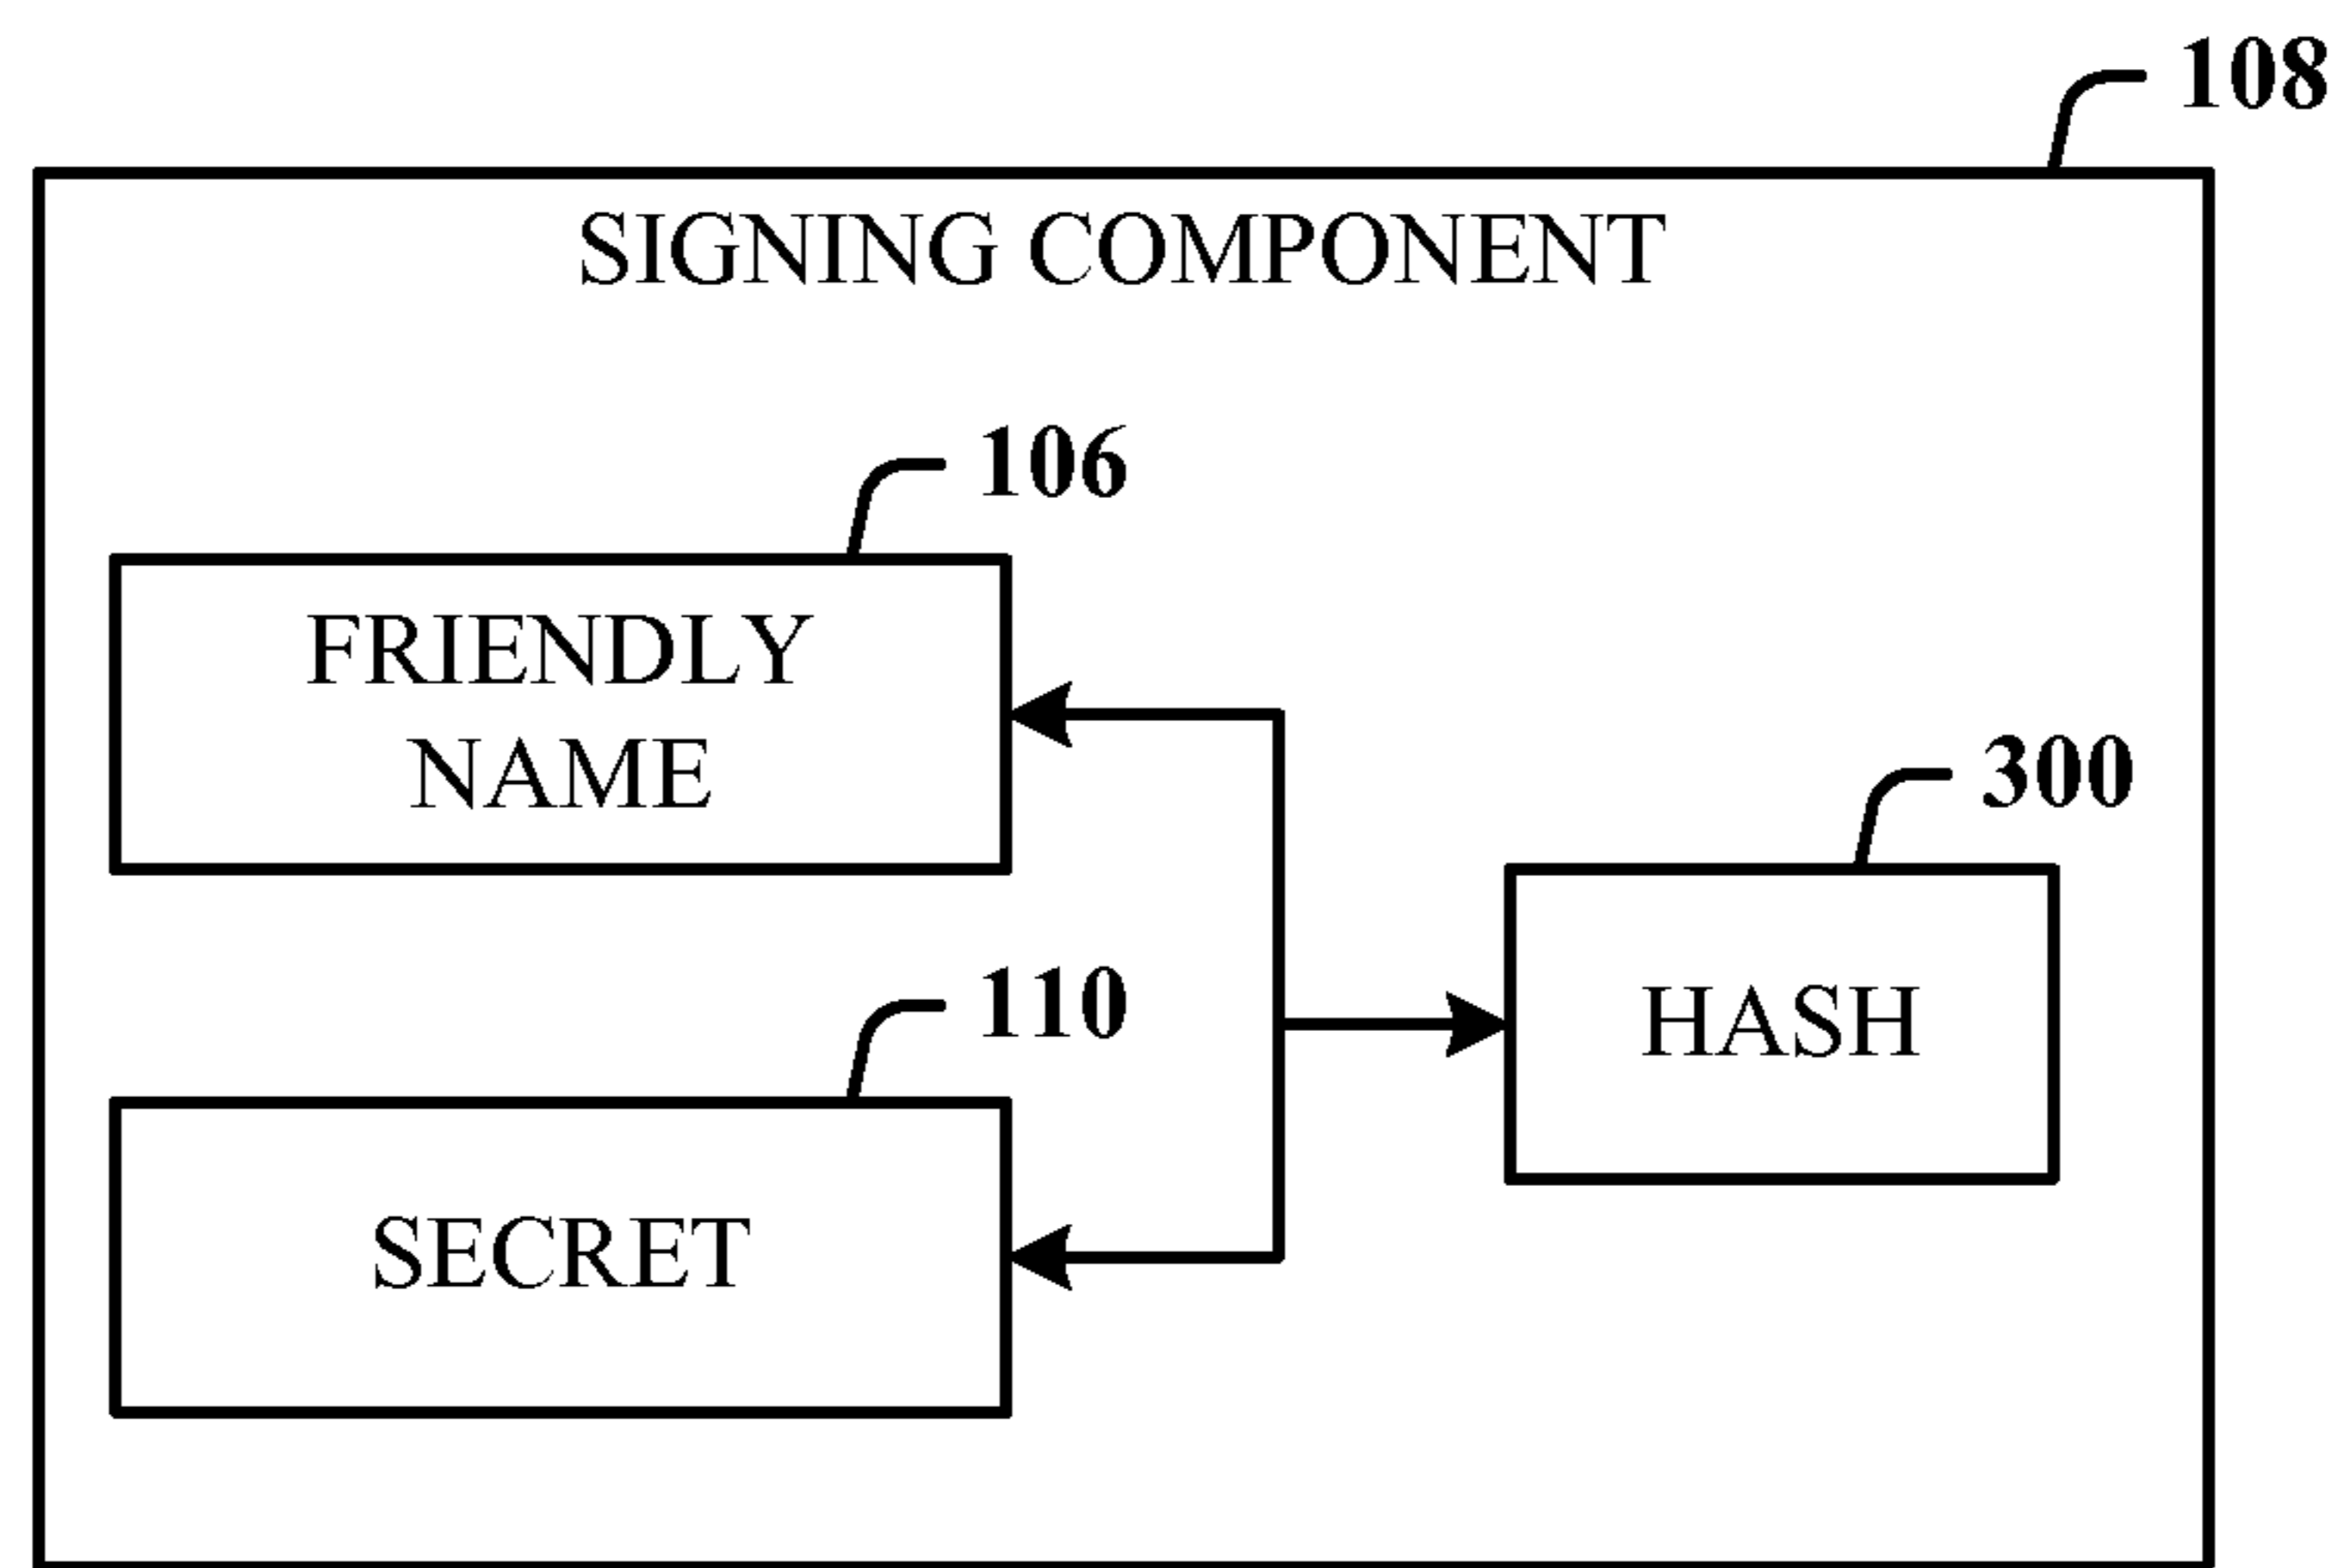 108
SIGNING COMPONENT
106
FRIENDLY
NAME
300
HASH
110
SECRET